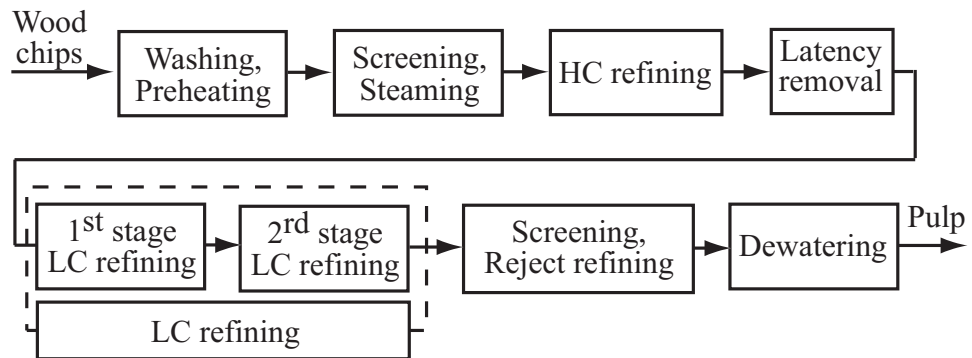 Wood
chips
Washing,
Preheating
Screening,
Steaming
HC refining
Latency
removal
1st stage
LC refining
2rd stage
LC refining
Screening,
Reject refining
Dewatering
Pulp
LC refining